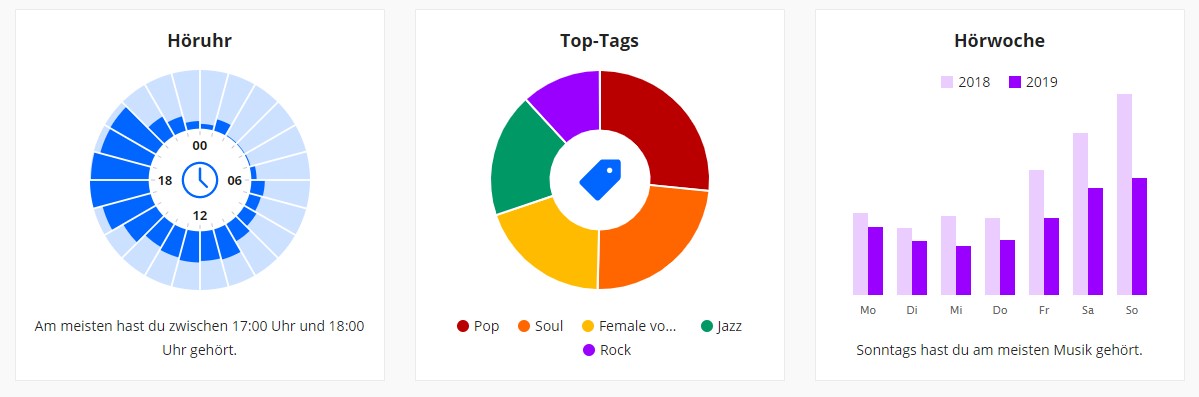 Höruhr
00
18
06
12
Am meisten hast du zwischen 17:00 Uhr und 18:00
Uhr gehört.
Top-Tags
Pop
Soul
Female vo...
Jazz
Rock
Hörwoche
2018
2019
Mo
Di
Mi
Do
Fr
Sa
So
Sonntags hast du am meisten Musik gehört.